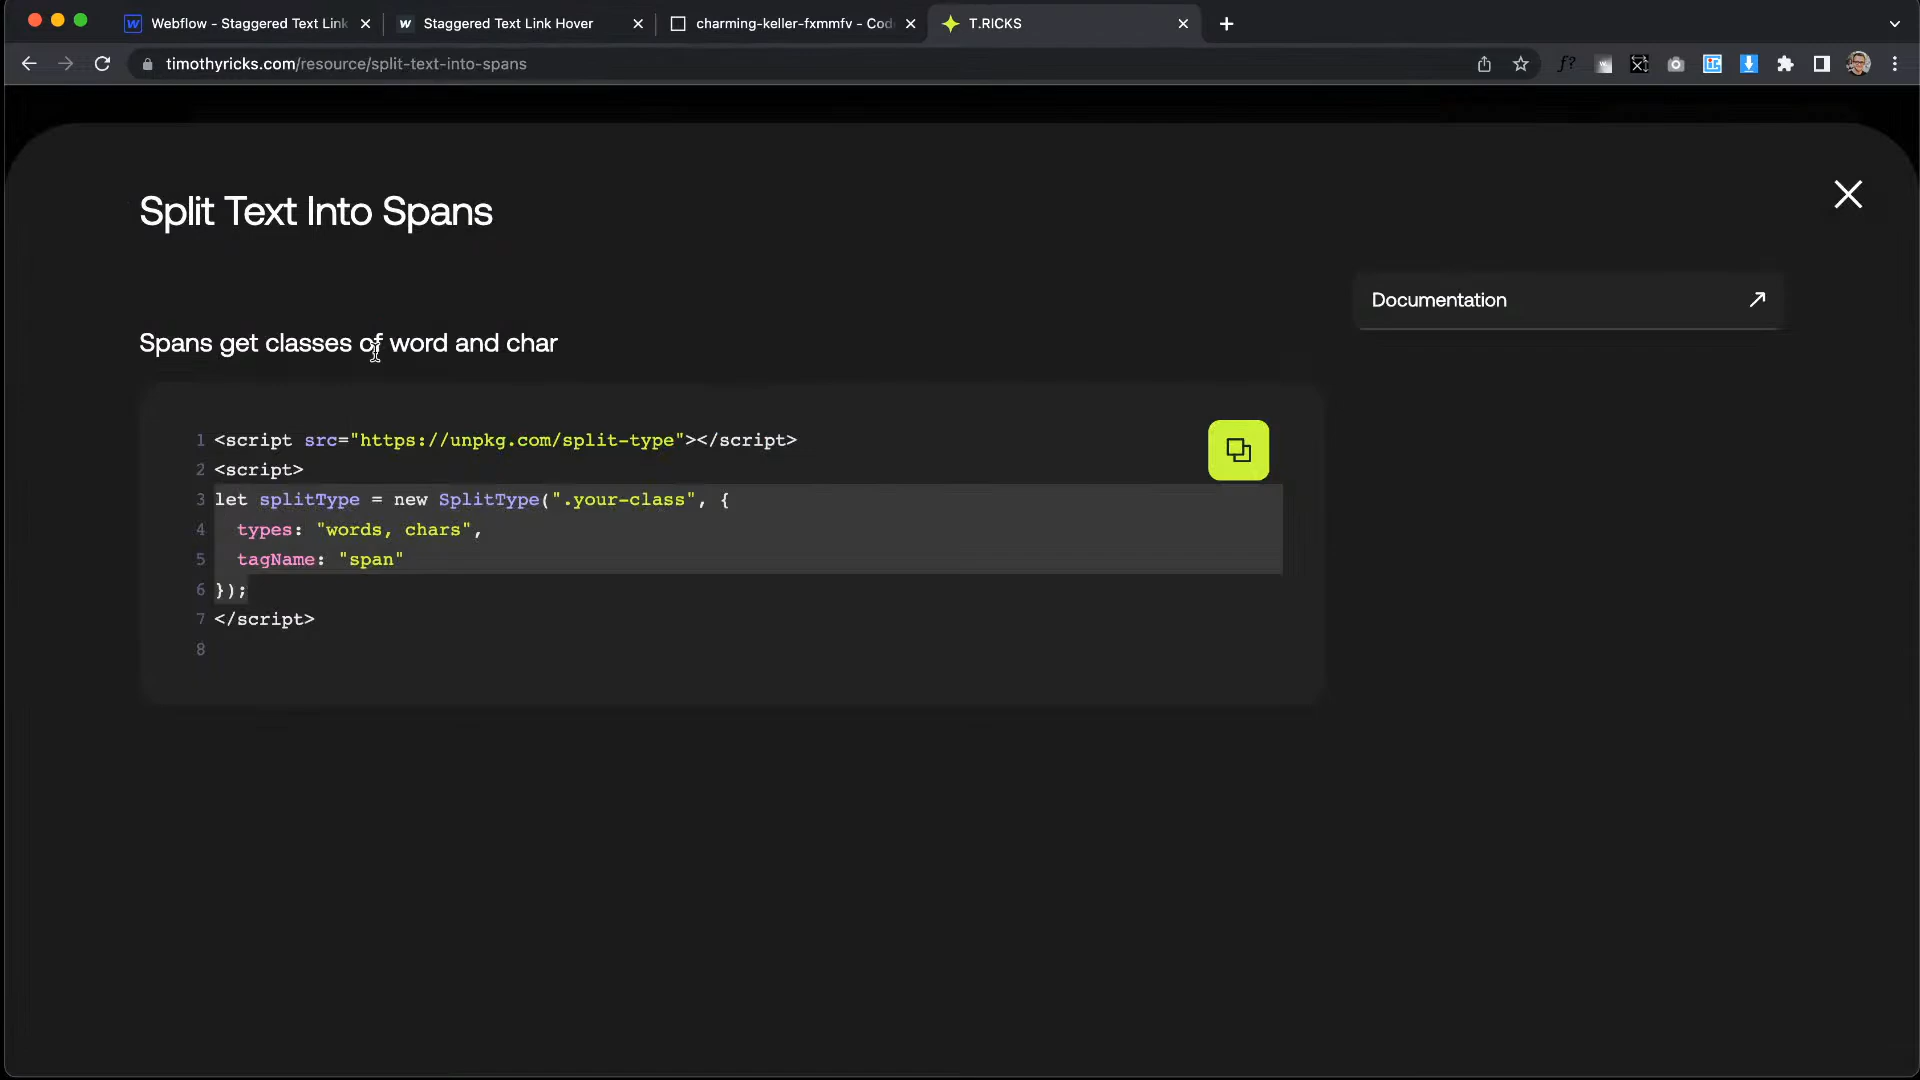 Webflow - Staggered Text Link
Staggered Text Link Hover
charming-keller-fxmmfv - Cod
T.RICKS
timothyricks.com/resource/split-text-into-spans
f?
Split Text Into Spans
Documentation
Spans get classes of word and char
1 <script src="https://unpkg.com/split-type"></script>
2 <script>
3 let splitType = new SplitType(".your-class", {
4 types: "words, chars",
5 tagName: "span"
6 });
7 </script>
8